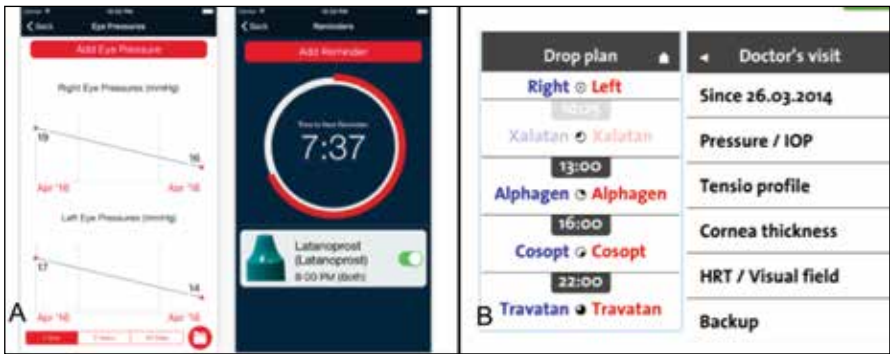 Back Eye Pressures
Add Eye Pressure
Right Eye Pressures (mmHg)
19
16
Apr '16 Apr '16
Left Eye Pressures (mmHg)
17
14
Apr '16 Apr '16
A
Back Reminders
Add Reminder
Time to Next Reminder
7:37
Latanoprost
(Latanoprost)
8:00 PM (Both)
Drop plan
Right Left
Xalatan Xalatan
13:00
Alphagen Alphagen
16:00
Cosopt Cosopt
22:00
Travatan Travatan
B
Doctor's visit
Since 26.03.2014
Pressure / IOP
Tensio profile
Cornea thickness
HRT / Visual field
Backup